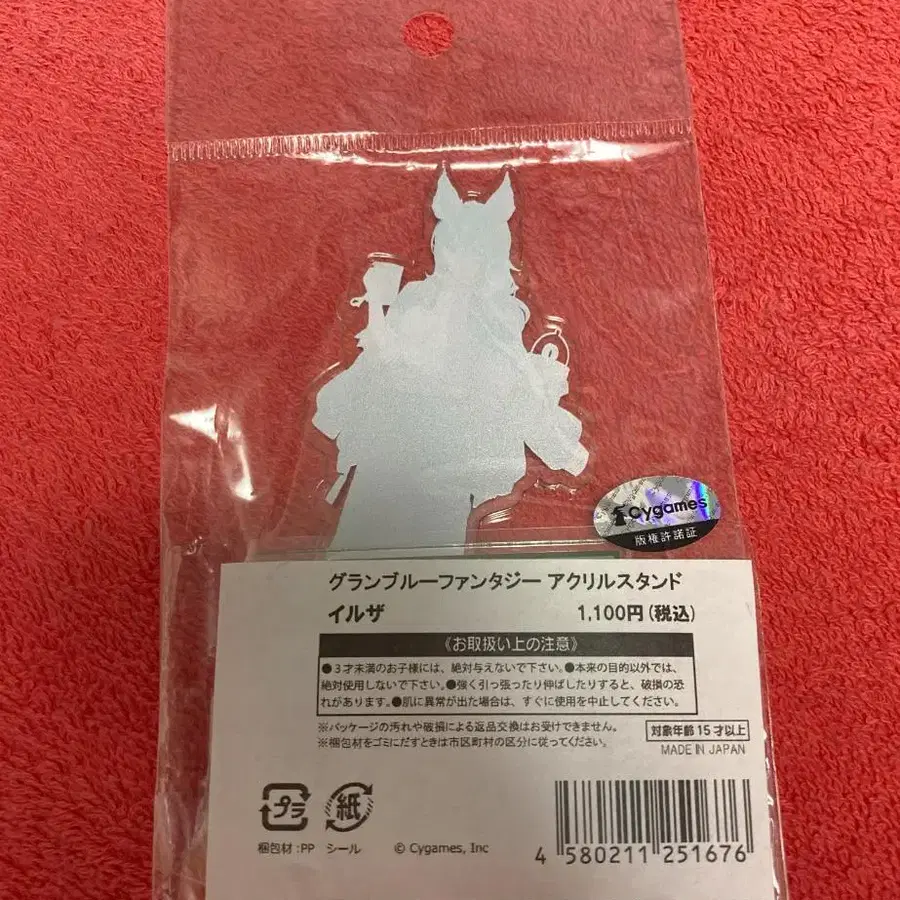 Cygames
版権許諾証
グランブルーファンタジー アクリルスタンド
イルザ 1,100円(税込)
《お取扱い上の注意》
●3才未満のお子様には、絶対与えないで下さい。●本来の目的以外では、
絶対使用しないで下さい。●強く引っ張ったり伸ばしたりすると、破損の恐
れがあります。●肌に異常が出た場合は、すぐに使用を中止してください。
※パッケージの汚れや破損による返品交換はお受けできません。
※梱包材をゴミにだすときは市区町村の区分に従ってください。
対象年齢15才以上
MADE IN JAPAN
プラ 紙
梱包材:PP シール © Cygames, Inc
4 580211 251676